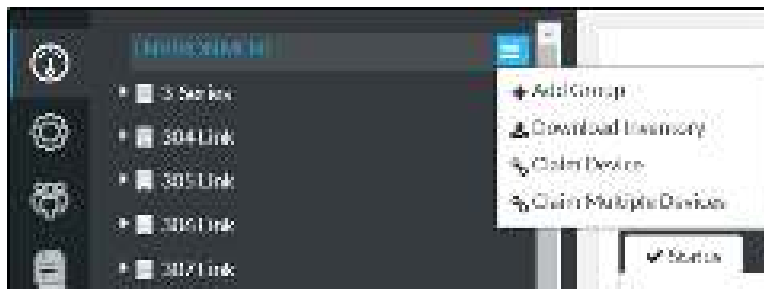 ENVIRONMENT
3 Series
304 Link
305 Link
306 Link
307 Link
Add Group
Download Inventory
Claim Device
Claim Multiple Devices
Status